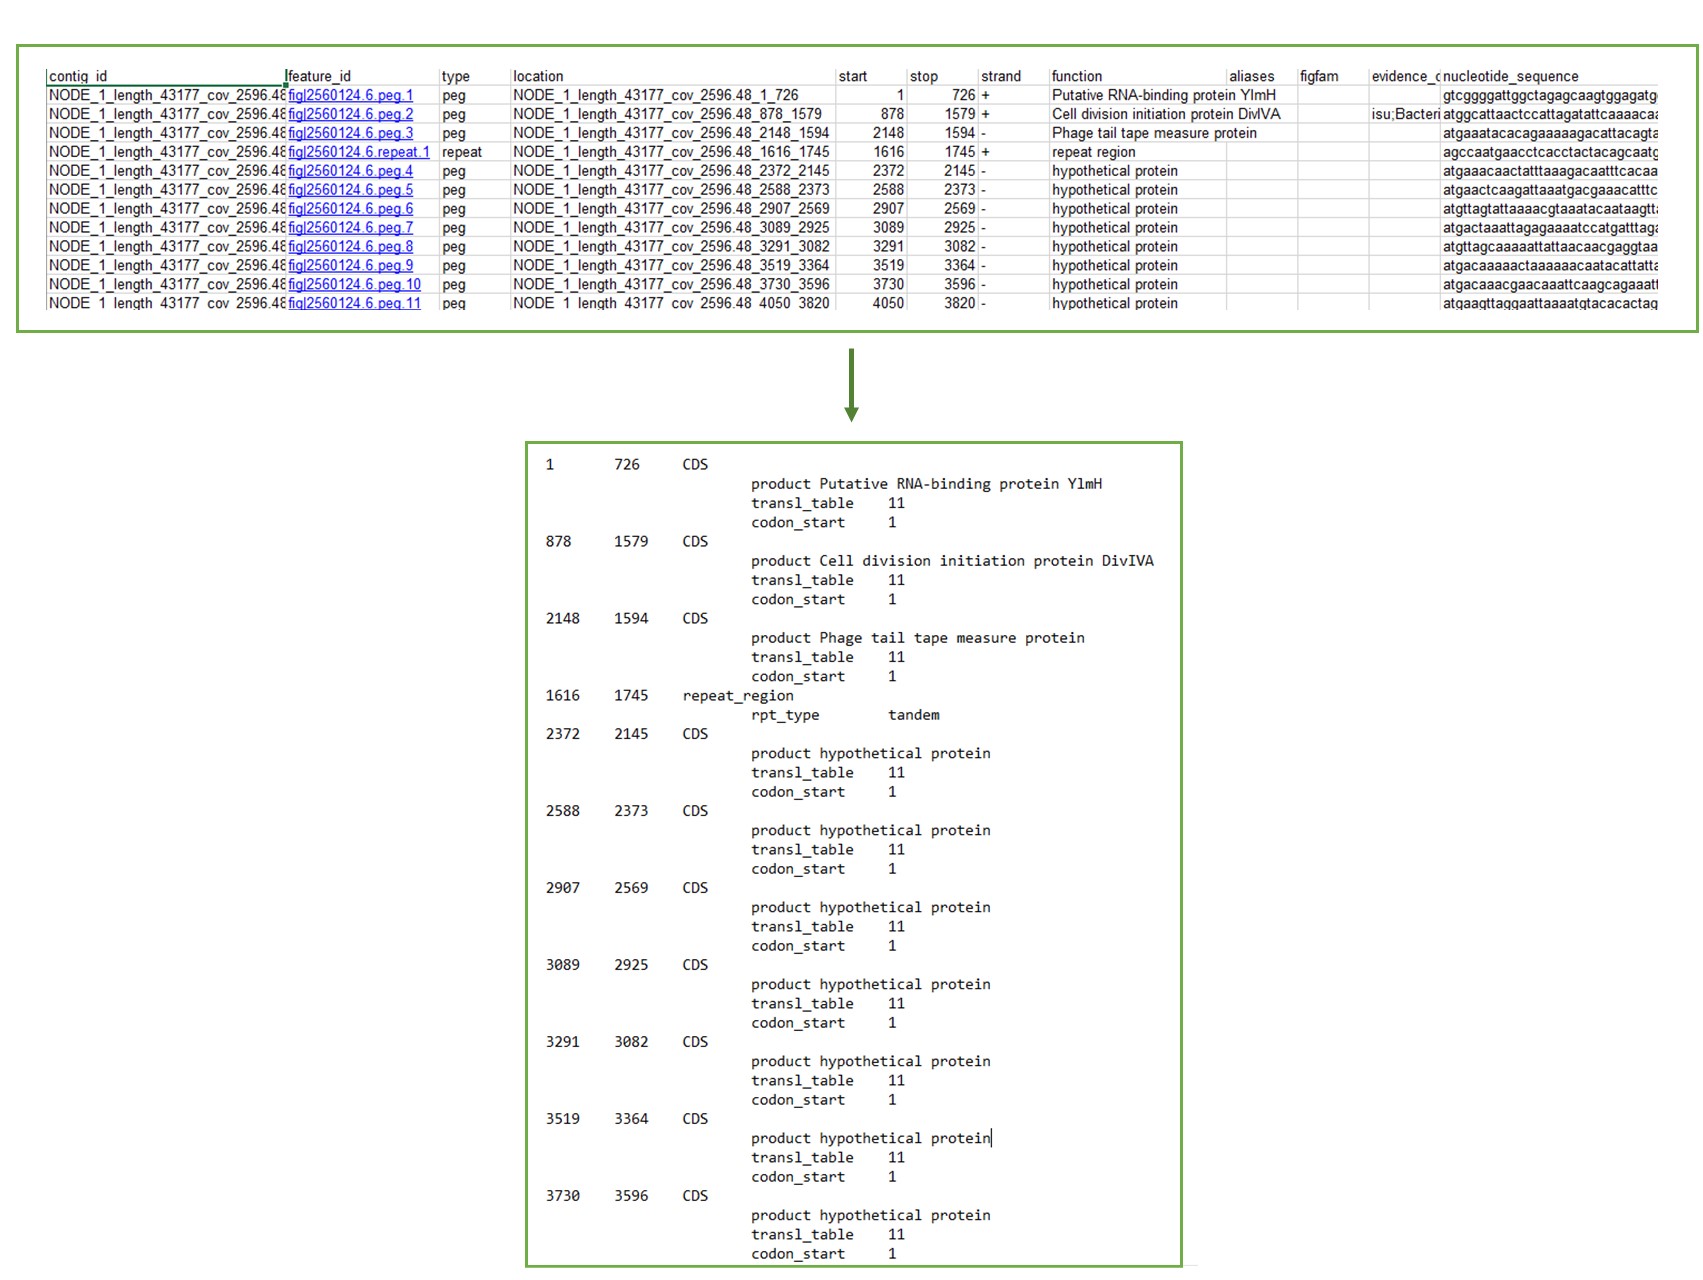 contig_id feature_id type location start stop strand function aliases figfam evidence_c nucleotide_sequence
NODE_1_length_43177_cov_2596.48 fig|2560124.6.peg.1 peg NODE_1_length_43177_cov_2596.48_1_726 1 726 + Putative RNA-binding protein YlmH gtcggggattggctagagcaagtggagatg
NODE_1_length_43177_cov_2596.48 fig|2560124.6.peg.2 peg NODE_1_length_43177_cov_2596.48_878_1579 878 1579 + Cell division initiation protein DivIVA isu;Bacteri atggcattaactccattagatattcaaaacaa
NODE_1_length_43177_cov_2596.48 fig|2560124.6.peg.3 peg NODE_1_length_43177_cov_2596.48_2148_1594 2148 1594 - Phage tail tape measure protein atgaaatacacagaaaaagacattacagta
NODE_1_length_43177_cov_2596.48 fig|2560124.6.repeat.1 repeat NODE_1_length_43177_cov_2596.48_1616_1745 1616 1745 + repeat region agccaatgaacctcacctactacagcaatg
NODE_1_length_43177_cov_2596.48 fig|2560124.6.peg.4 peg NODE_1_length_43177_cov_2596.48_2372_2145 2372 2145 - hypothetical protein atgaaacaactatttaaagacaatttcacaa
NODE_1_length_43177_cov_2596.48 fig|2560124.6.peg.5 peg NODE_1_length_43177_cov_2596.48_2588_2373 2588 2373 - hypothetical protein atgaactcaagattaaatgacgaaacatttc
NODE_1_length_43177_cov_2596.48 fig|2560124.6.peg.6 peg NODE_1_length_43177_cov_2596.48_2907_2569 2907 2569 - hypothetical protein atgttagtattaaaacgtaaatacaataagtt
NODE_1_length_43177_cov_2596.48 fig|2560124.6.peg.7 peg NODE_1_length_43177_cov_2596.48_3089_2925 3089 2925 - hypothetical protein atgactaaattagagaaaatccatgatttag
NODE_1_length_43177_cov_2596.48 fig|2560124.6.peg.8 peg NODE_1_length_43177_cov_2596.48_3291_3082 3291 3082 - hypothetical protein atgttagcaaaaattattaacaacgaggtaa
NODE_1_length_43177_cov_2596.48 fig|2560124.6.peg.9 peg NODE_1_length_43177_cov_2596.48_3519_3364 3519 3364 - hypothetical protein atgacaaaaactaaaaaacaatacattatta
NODE_1_length_43177_cov_2596.48 fig|2560124.6.peg.10 peg NODE_1_length_43177_cov_2596.48_3730_3596 3730 3596 - hypothetical protein atgacaaacgaacaaattcaagcagaaatt
NODE_1_length_43177_cov_2596.48 fig|2560124.6.peg.11 peg NODE_1_length_43177_cov_2596.48_4050_3820 4050 3820 - hypothetical protein atgaagttaggaattaaaatgtacacactag
1 726 CDS
product Putative RNA-binding protein YlmH
transl_table 11
codon_start 1
878 1579 CDS
product Cell division initiation protein DivIVA
transl_table 11
codon_start 1
2148 1594 CDS
product Phage tail tape measure protein
transl_table 11
codon_start 1
1616 1745 repeat_region
rpt_type tandem
2372 2145 CDS
product hypothetical protein
transl_table 11
codon_start 1
2588 2373 CDS
product hypothetical protein
transl_table 11
codon_start 1
2907 2569 CDS
product hypothetical protein
transl_table 11
codon_start 1
3089 2925 CDS
product hypothetical protein
transl_table 11
codon_start 1
3291 3082 CDS
product hypothetical protein
transl_table 11
codon_start 1
3519 3364 CDS
product hypothetical protein
transl_table 11
codon_start 1
3730 3596 CDS
product hypothetical protein
transl_table 11
codon_start 1